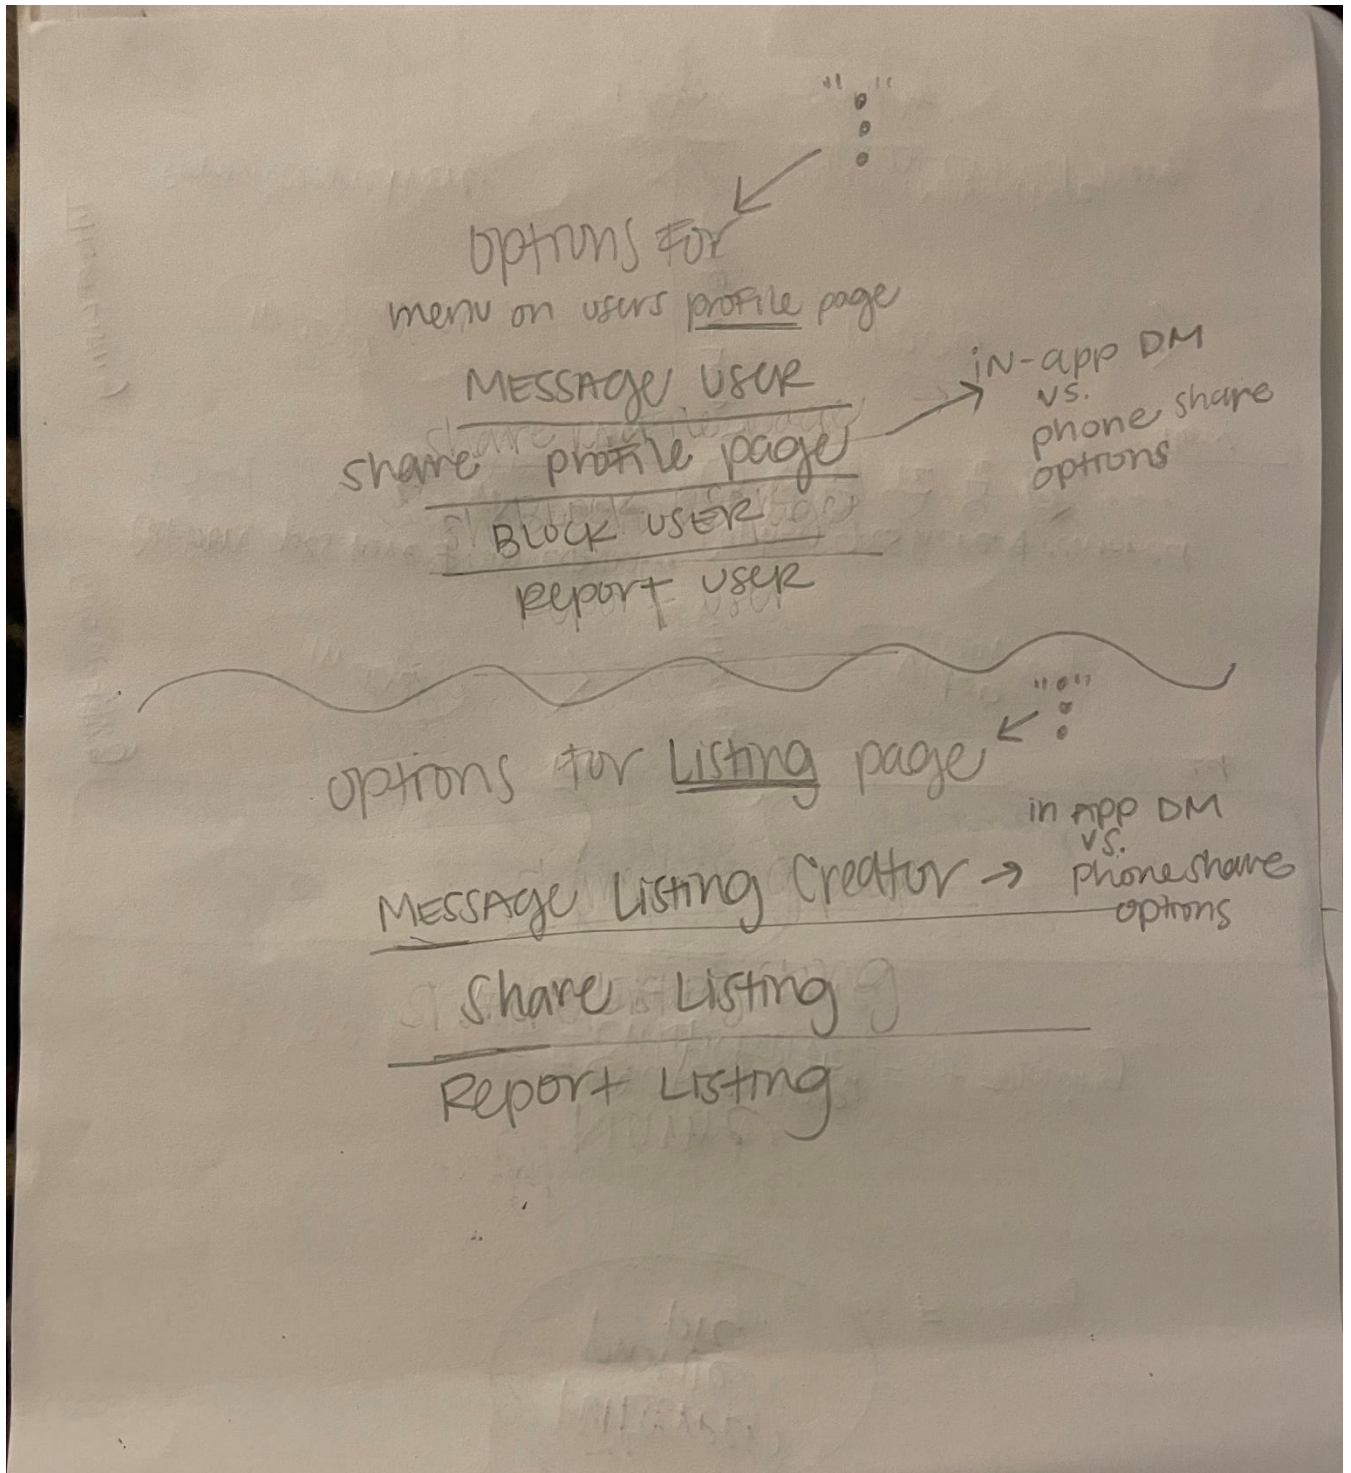 " ⋮ "
options for
menu on users profile page
MESSAGE USER
share profile page
in-app DM
vs.
phone share
options
BLOCK USER
Report USER
" ⋮ "
options for Listing page
MESSAGE Listing Creator →
in App DM
vs.
phone share
options
Share Listing
Report Listing